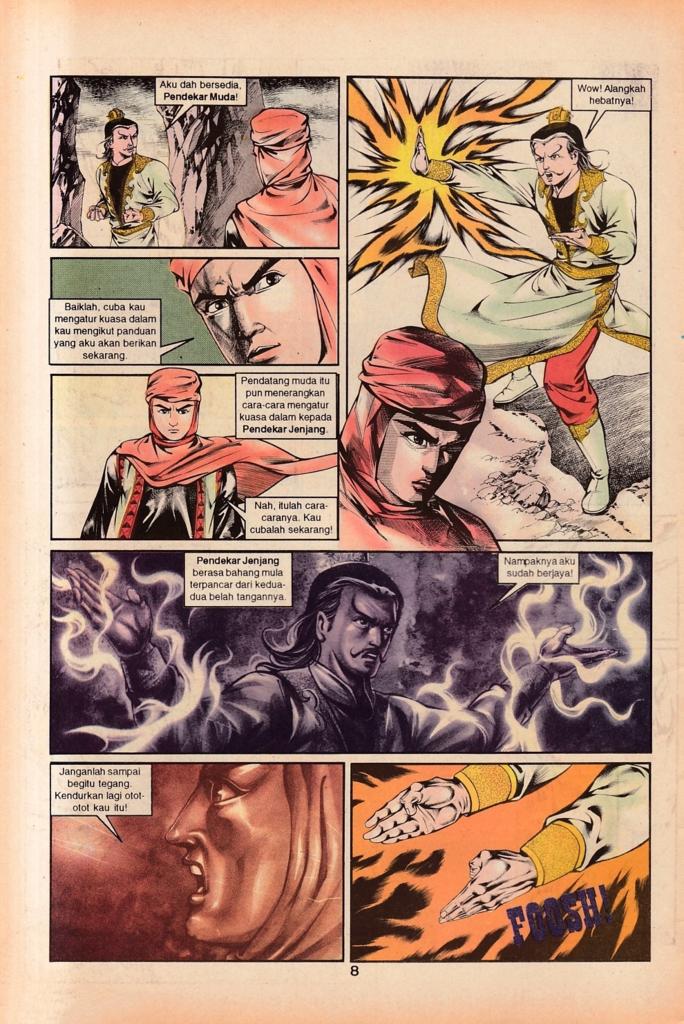 Aku dah bersedia,
Pendekar Muda!
Wow! Alangkah
hebatnya!
Baiklah, cuba kau
mengatur kuasa dalam
kau mengikut panduan
yang aku akan berikan
sekarang.
Pendatang muda itu
pun menerangkan
cara-cara mengatur
kuasa dalam kepada
Pendekar Jenjang.
Nah, itulah cara-
caranya. Kau
cubalah sekarang!
Pendekar Jenjang
berasa bahang mula
terpancar dari kedua-
dua belah tangannya.
Nampaknya aku
sudah berjaya!
Janganlah sampai
begitu tegang.
Kendurkan lagi otot-
otot kau itu!
FOOSH!
8